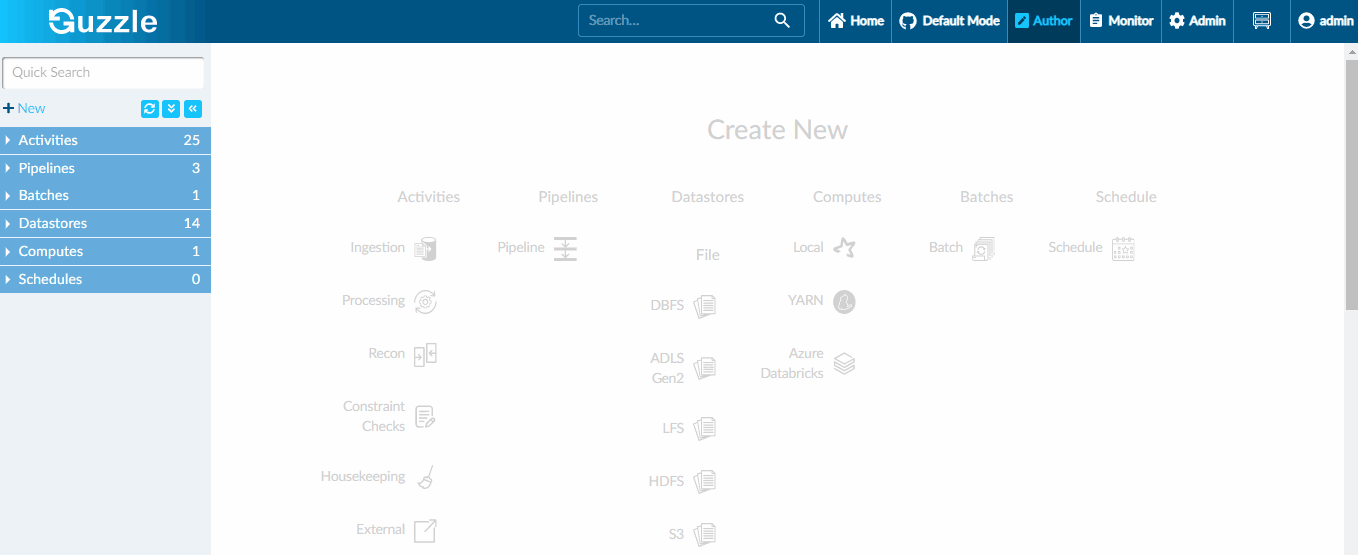 Guzzle
Search...
Home
Default Mode
Author
Monitor
Admin
admin
Quick Search
New
Activities 25
Pipelines 3
Batches 1
Datastores 14
Computes 1
Schedules 0
Create New
Activities
Ingestion
Processing
Recon
Constraint
Checks
Housekeeping
External
Pipelines
Pipeline
Datastores
File
DBFS
ADLS
Gen2
LFS
HDFS
S3
Computes
Local
YARN
Azure
Databricks
Batches
Batch
Schedule
Schedule